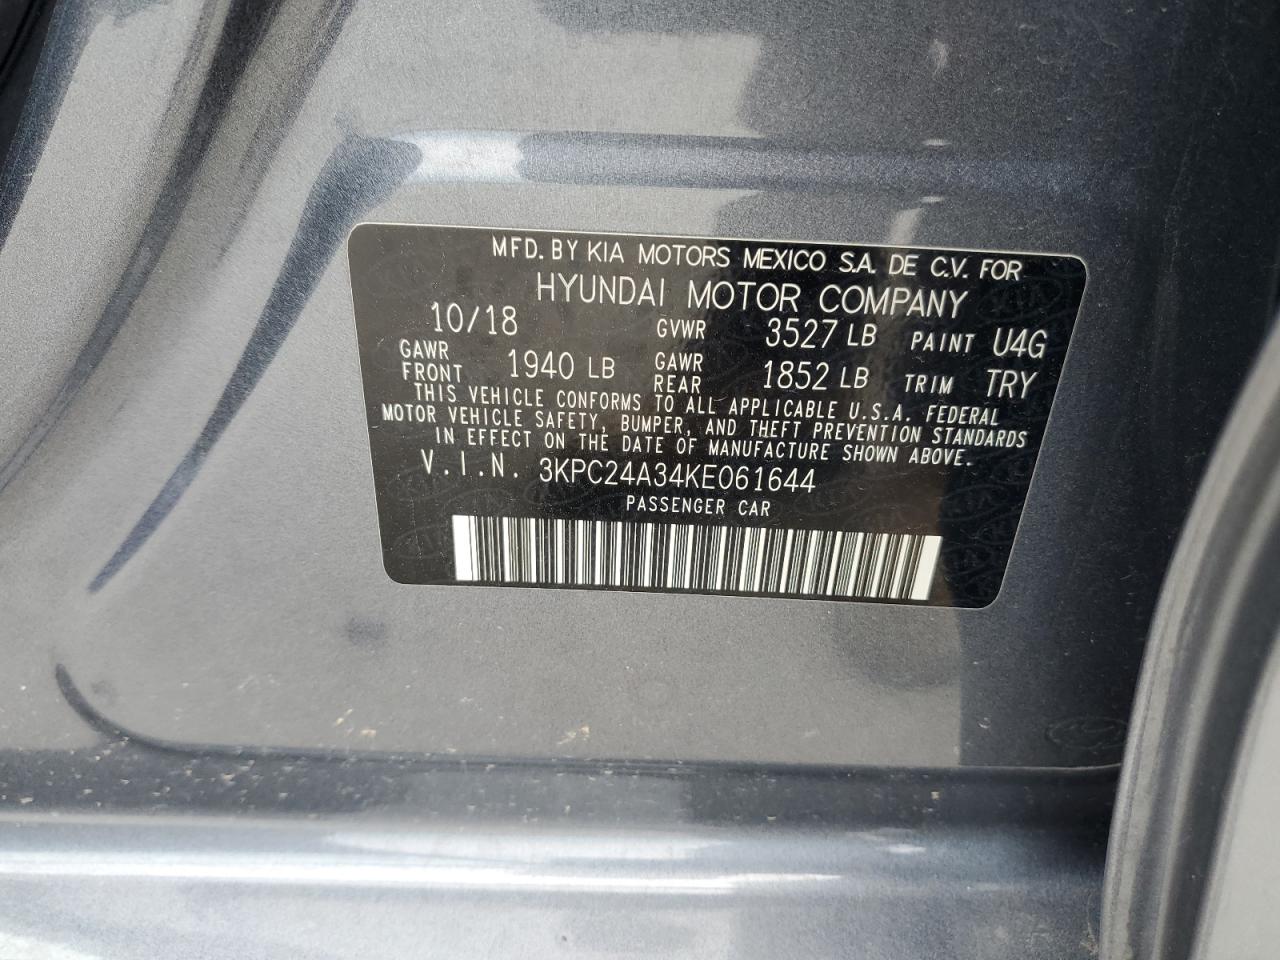 MFD. BY KIA MOTORS MEXICO S.A. DE C.V. FOR
HYUNDAI MOTOR COMPANY
10/18 GVWR 3527 LB PAINT U4G
GAWR FRONT 1940 LB GAWR REAR 1852 LB TRIM TRY
THIS VEHICLE CONFORMS TO ALL APPLICABLE U.S.A. FEDERAL
MOTOR VEHICLE SAFETY, BUMPER, AND THEFT PREVENTION STANDARDS
IN EFFECT ON THE DATE OF MANUFACTURE SHOWN ABOVE.
V.I.N. 3KPC24A34KE061644
PASSENGER CAR